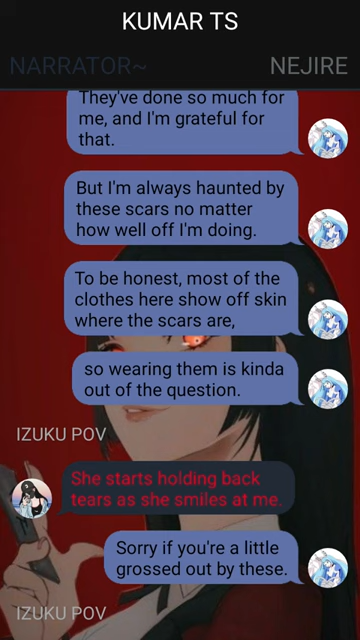 KUMAR TS
NARRATOR~
NEJIRE
They've done so much for
me, and I'm grateful for
that.
But I'm always haunted by
these scars no matter
how well off I'm doing.
To be honest, most of the
clothes here show off skin
where the scars are,
so wearing them is kinda
out of the question.
IZUKU POV
She starts holding back
tears as she smiles at me.
Sorry if you're a little
grossed out by these.
IZUKU POV